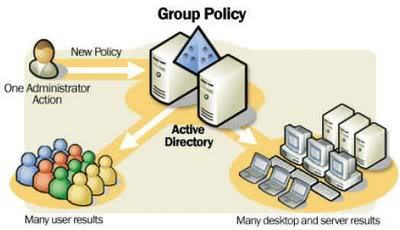 Group Policy
New Policy
One Administrator
Action
Active
Directory
Many user results
Many desktop and server results